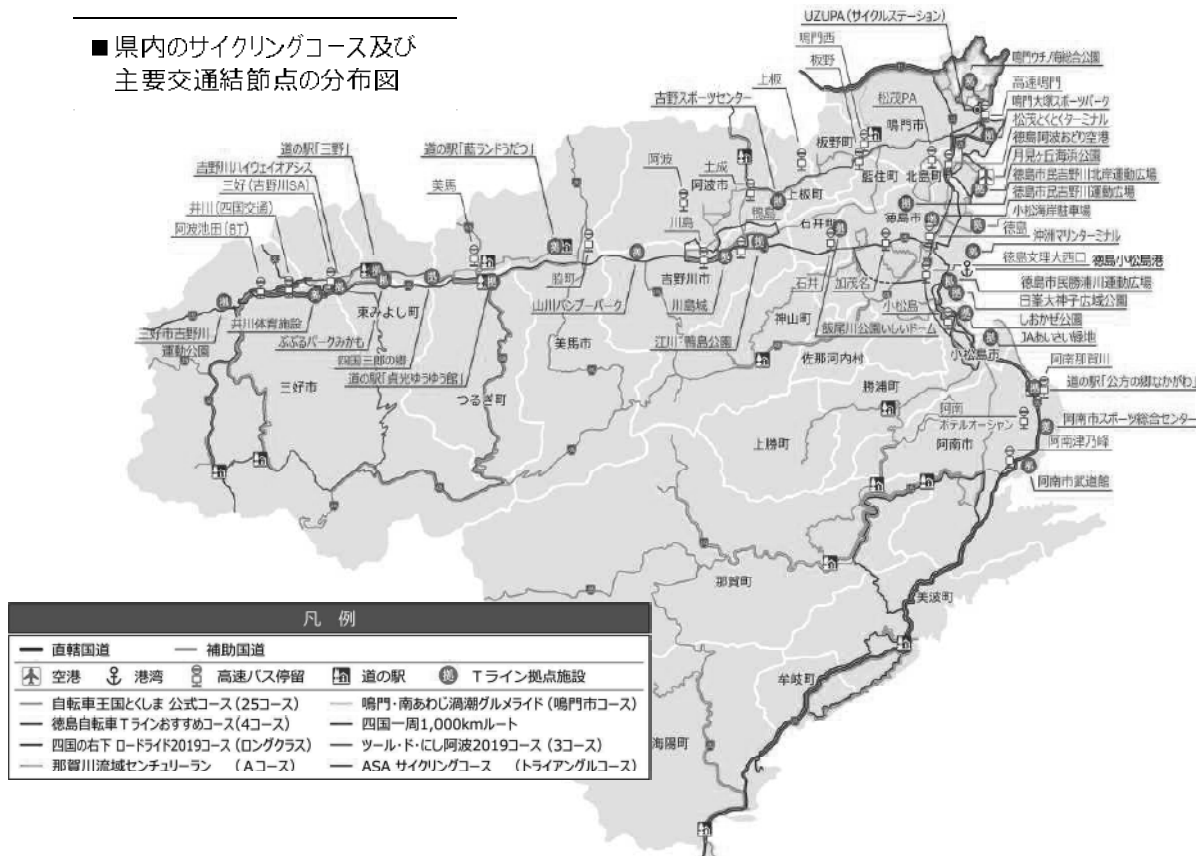 ■県内のサイクリングコース及び
主要交通結節点の分布図
UZUPA(サイクルステーション)
鳴門西
板野
上板
吉野スポーツセンター
松茂PA
鳴門市
板野町
鳴門ウチノ海総合公園
高速鳴門
鳴門大塚スポーツパーク
松茂とくとくターミナル
徳島阿波おどり空港
月見ヶ丘海浜公園
徳島市民吉野川北岸運動広場
徳島市民吉野川運動広場
小松海岸駐車場
徳島
沖洲マリンターミナル
徳島文理大西口
徳島小松島港
徳島市民勝浦川運動広場
日峯大神子広域公園
しおかぜ公園
JAあいさい緑地
道の駅「三野」
吉野川ハイウェイオアシス
三好(吉野川SA)
井川(四国交通)
阿波池田(BT)
道の駅「藍ランドうだつ」
美馬
阿波
土成
阿波市
鴨島
上板町
藍住町
北島町
石井町
徳島市
川島
吉野川市
脇町
山川バンブーパーク
川島城
江川・鴨島公園
石井
加茂名
小松島
神山町
飯尾川公園いしいドーム
佐那河内村
小松島市
三好市吉野川
運動公園
井川体育施設
東みよし町
ぶぶるパークみかも
四国三郎の郷
道の駅「貞光ゆうゆう館」
美馬市
三好市
つるぎ町
勝浦町
上勝町
阿南那賀川
道の駅「公方の郷なかがわ」
阿南
ホテルオーシャン
阿南市
阿南市スポーツ総合センター
阿南津乃峰
阿南市武道館
那賀町
美波町
牟岐町
海陽町
凡 例
直轄国道 補助国道
空港 港湾 高速バス停留 道の駅 拠 Tライン拠点施設
自転車王国とくしま 公式コース(25コース) 鳴門・南あわじ渦潮グルメライド(鳴門市コース)
徳島自転車Tラインおすすめコース(4コース) 四国一周1,000kmルート
四国の右下 ロードライド2019コース(ロングクラス) ツール・ド・にし阿波2019コース(3コース)
那賀川流域センチュリーラン (Aコース) ASA サイクリングコース (トライアングルコース)